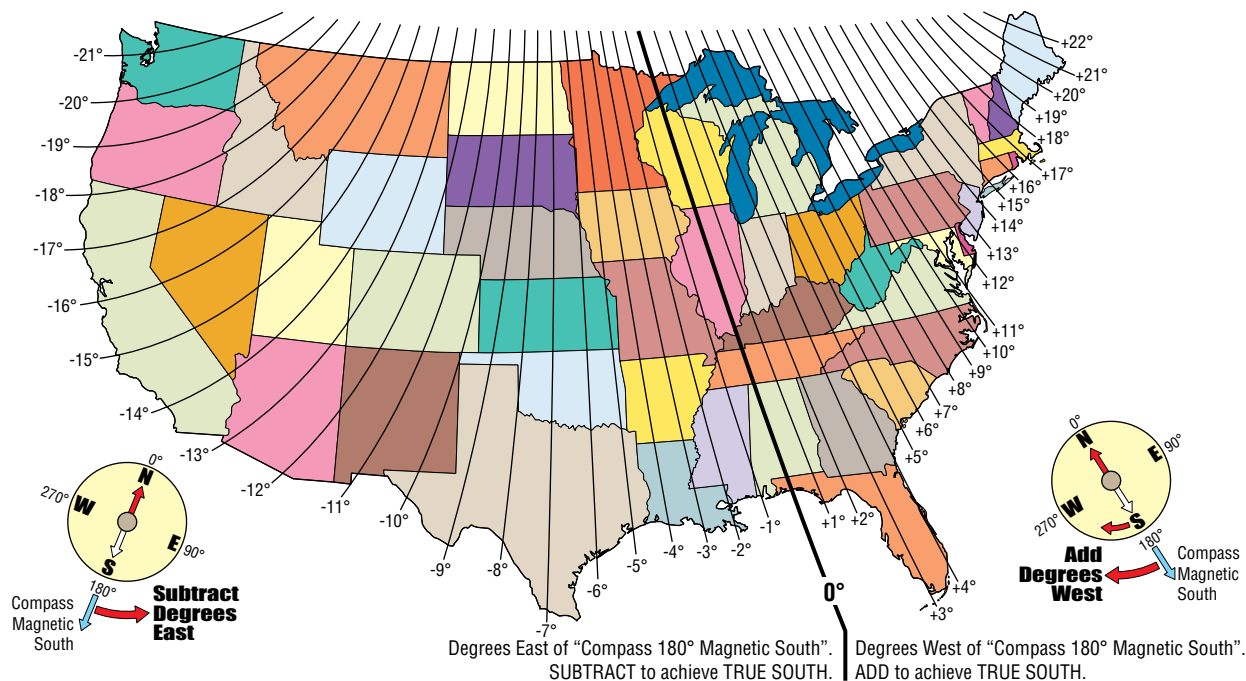 -21°
-20°
-19°
-18°
-17°
-16°
-15°
-14°
-13°
-12°
-11°
-10°
-9°
-8°
-7°
-6°
-5°
-4°
-3°
-2°
-1°
0°
+1°
+2°
+3°
+4°
+5°
+6°
+7°
+8°
+9°
+10°
+11°
+12°
+13°
+14°
+15°
+16°
+17°
+18°
+19°
+20°
+21°
+22°
0°
N
270°
W
E
90°
S
180°
Compass
Magnetic
South
Subtract
Degrees
East
0°
N
90°
E
W
270°
S
180°
Add
Degrees
West
Compass
Magnetic
South
Degrees East of “Compass 180° Magnetic South”.
SUBTRACT to achieve TRUE SOUTH.
Degrees West of “Compass 180° Magnetic South”.
ADD to achieve TRUE SOUTH.